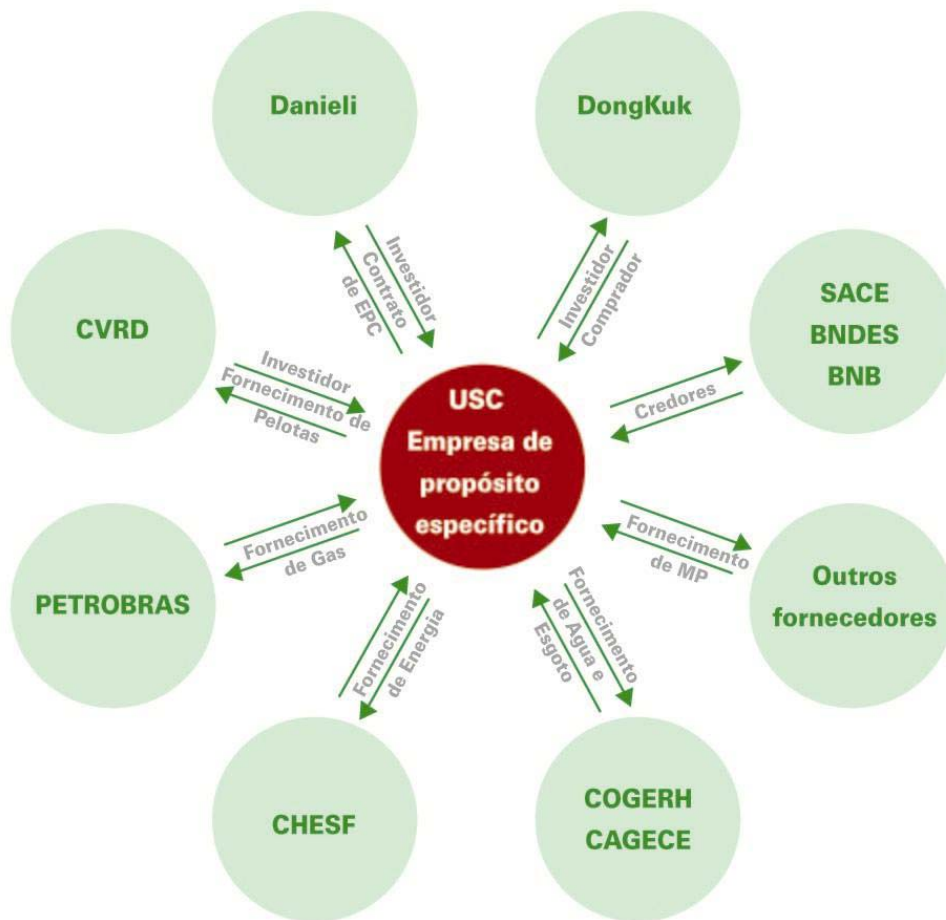 Danieli
DongKuk
Investidor
Contrato
de EPC
Investidor
Comprador
CVRD
SACE
BNDES
BNB
Investidor
Fornecimento de
Pelotas
Credores
USC
Empresa de
propósito
específico
PETROBRAS
Fornecimento
de Gas
Fornecimento
de MP
Outros
fornecedores
Fornecimento
de Energia
Fornecimento
de Agua e
Esgoto
CHESF
COGERH
CAGECE